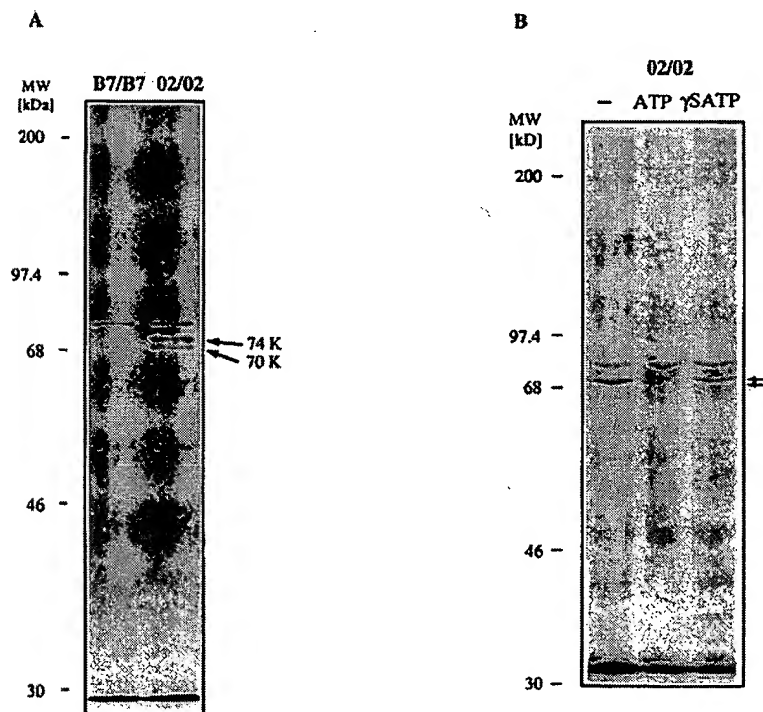 A
MW
[kDa]
B7/B7 02/02
200
97.4
68
74 K
70 K
46
30
B
02/02
MW
[kD]
– ATP γSATP
200
97.4
68
46
30